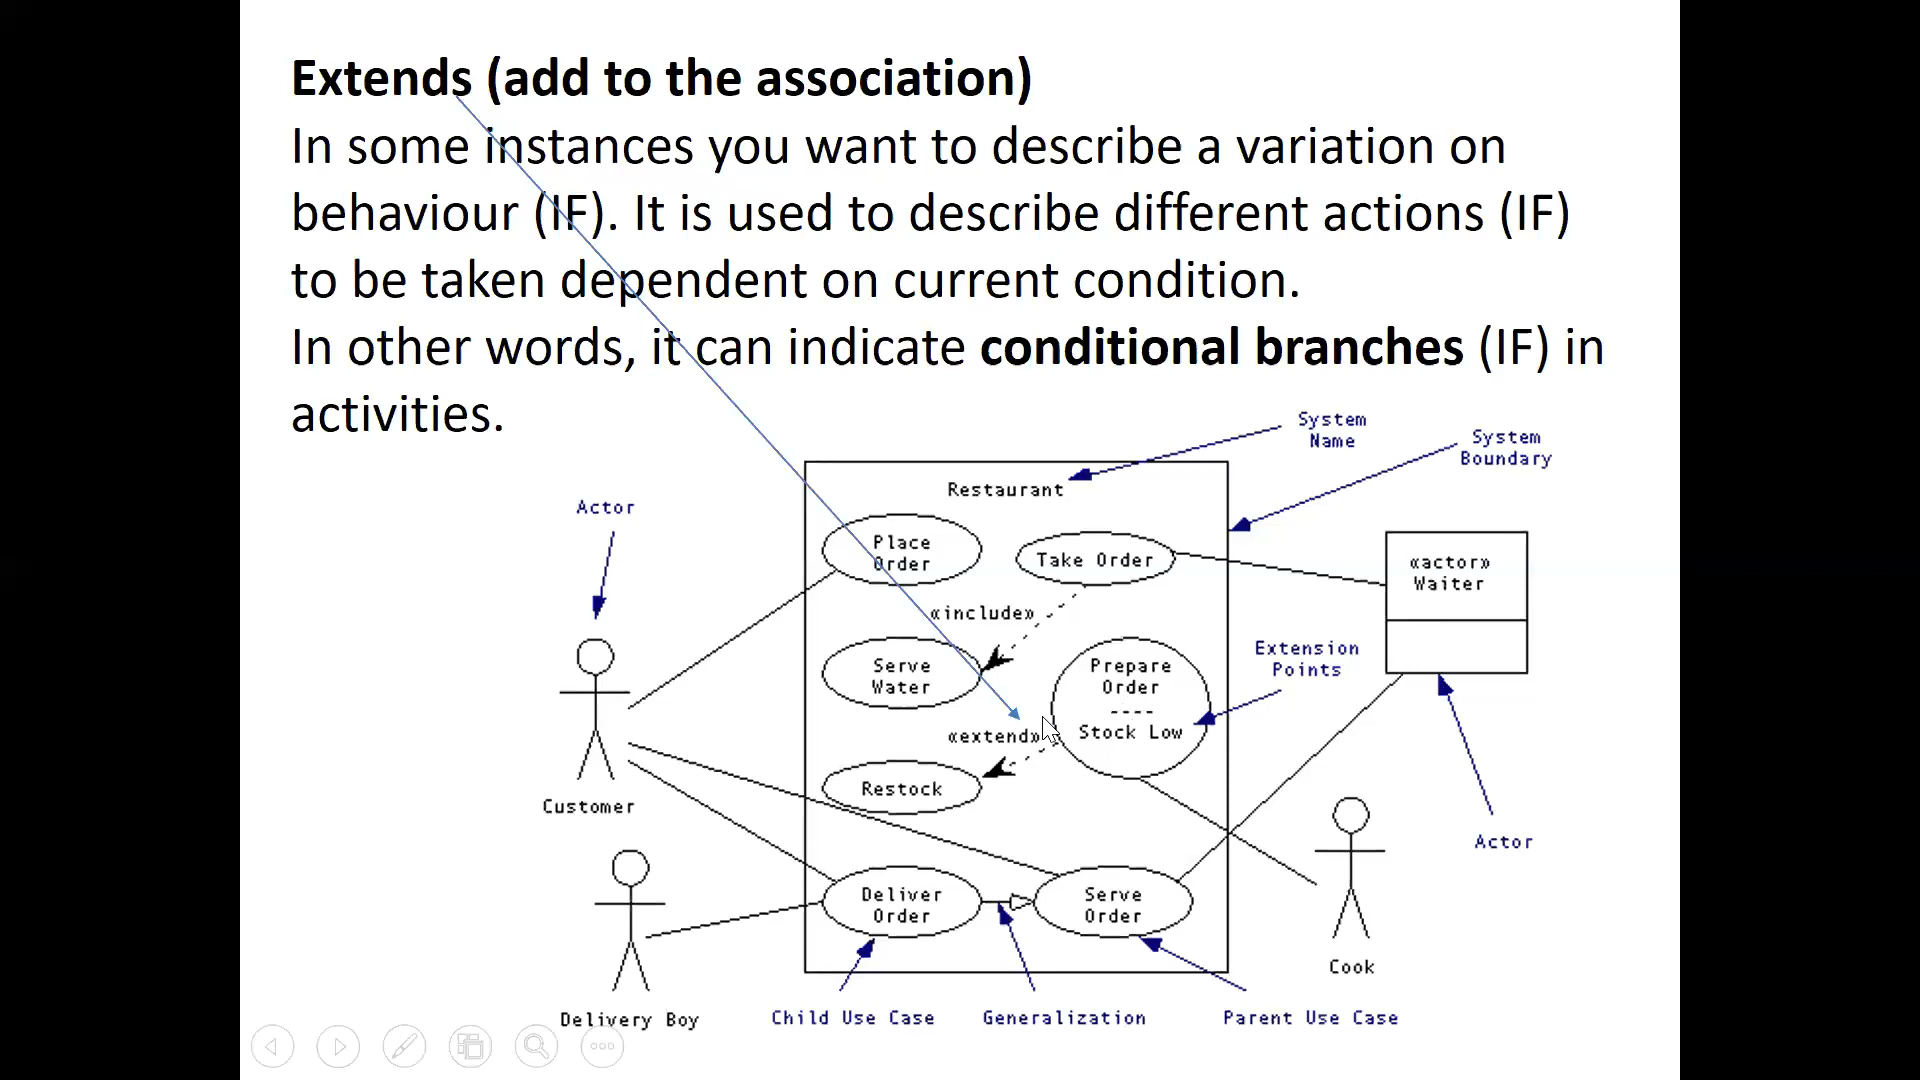 Extends (add to the association)
In some instances you want to describe a variation on
behaviour (IF). It is used to describe different actions (IF)
to be taken dependent on current condition.
In other words, it can indicate conditional branches (IF) in
activities.
System
Name
System
Boundary
Restaurant
Actor
Place
Order
Take Order
«actor»
Waiter
«include»
Serve
Water
Prepare
Order
----
Stock Low
Extension
Points
«extend»
Restock
Customer
Actor
Deliver
Order
Serve
Order
Cook
Delivery Boy
Child Use Case
Generalization
Parent Use Case